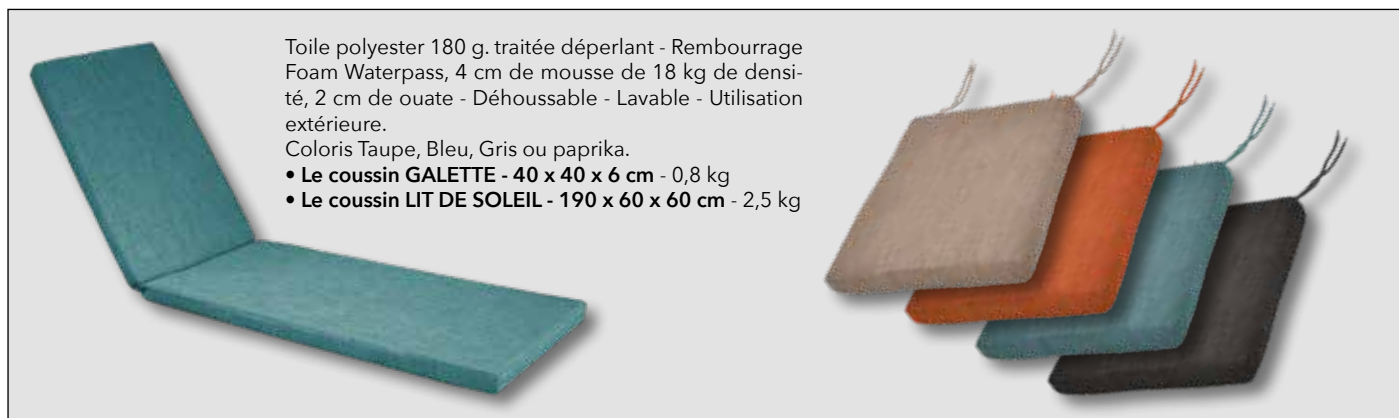 Toile polyester 180 g. traitée déperlant - Rembourrage
Foam Waterpass, 4 cm de mousse de 18 kg de densi-
té, 2 cm de ouate - Déhoussable - Lavable - Utilisation
extérieure.
Coloris Taupe, Bleu, Gris ou paprika.
• Le coussin GALETTE - 40 x 40 x 6 cm - 0,8 kg
• Le coussin LIT DE SOLEIL - 190 x 60 x 60 cm - 2,5 kg